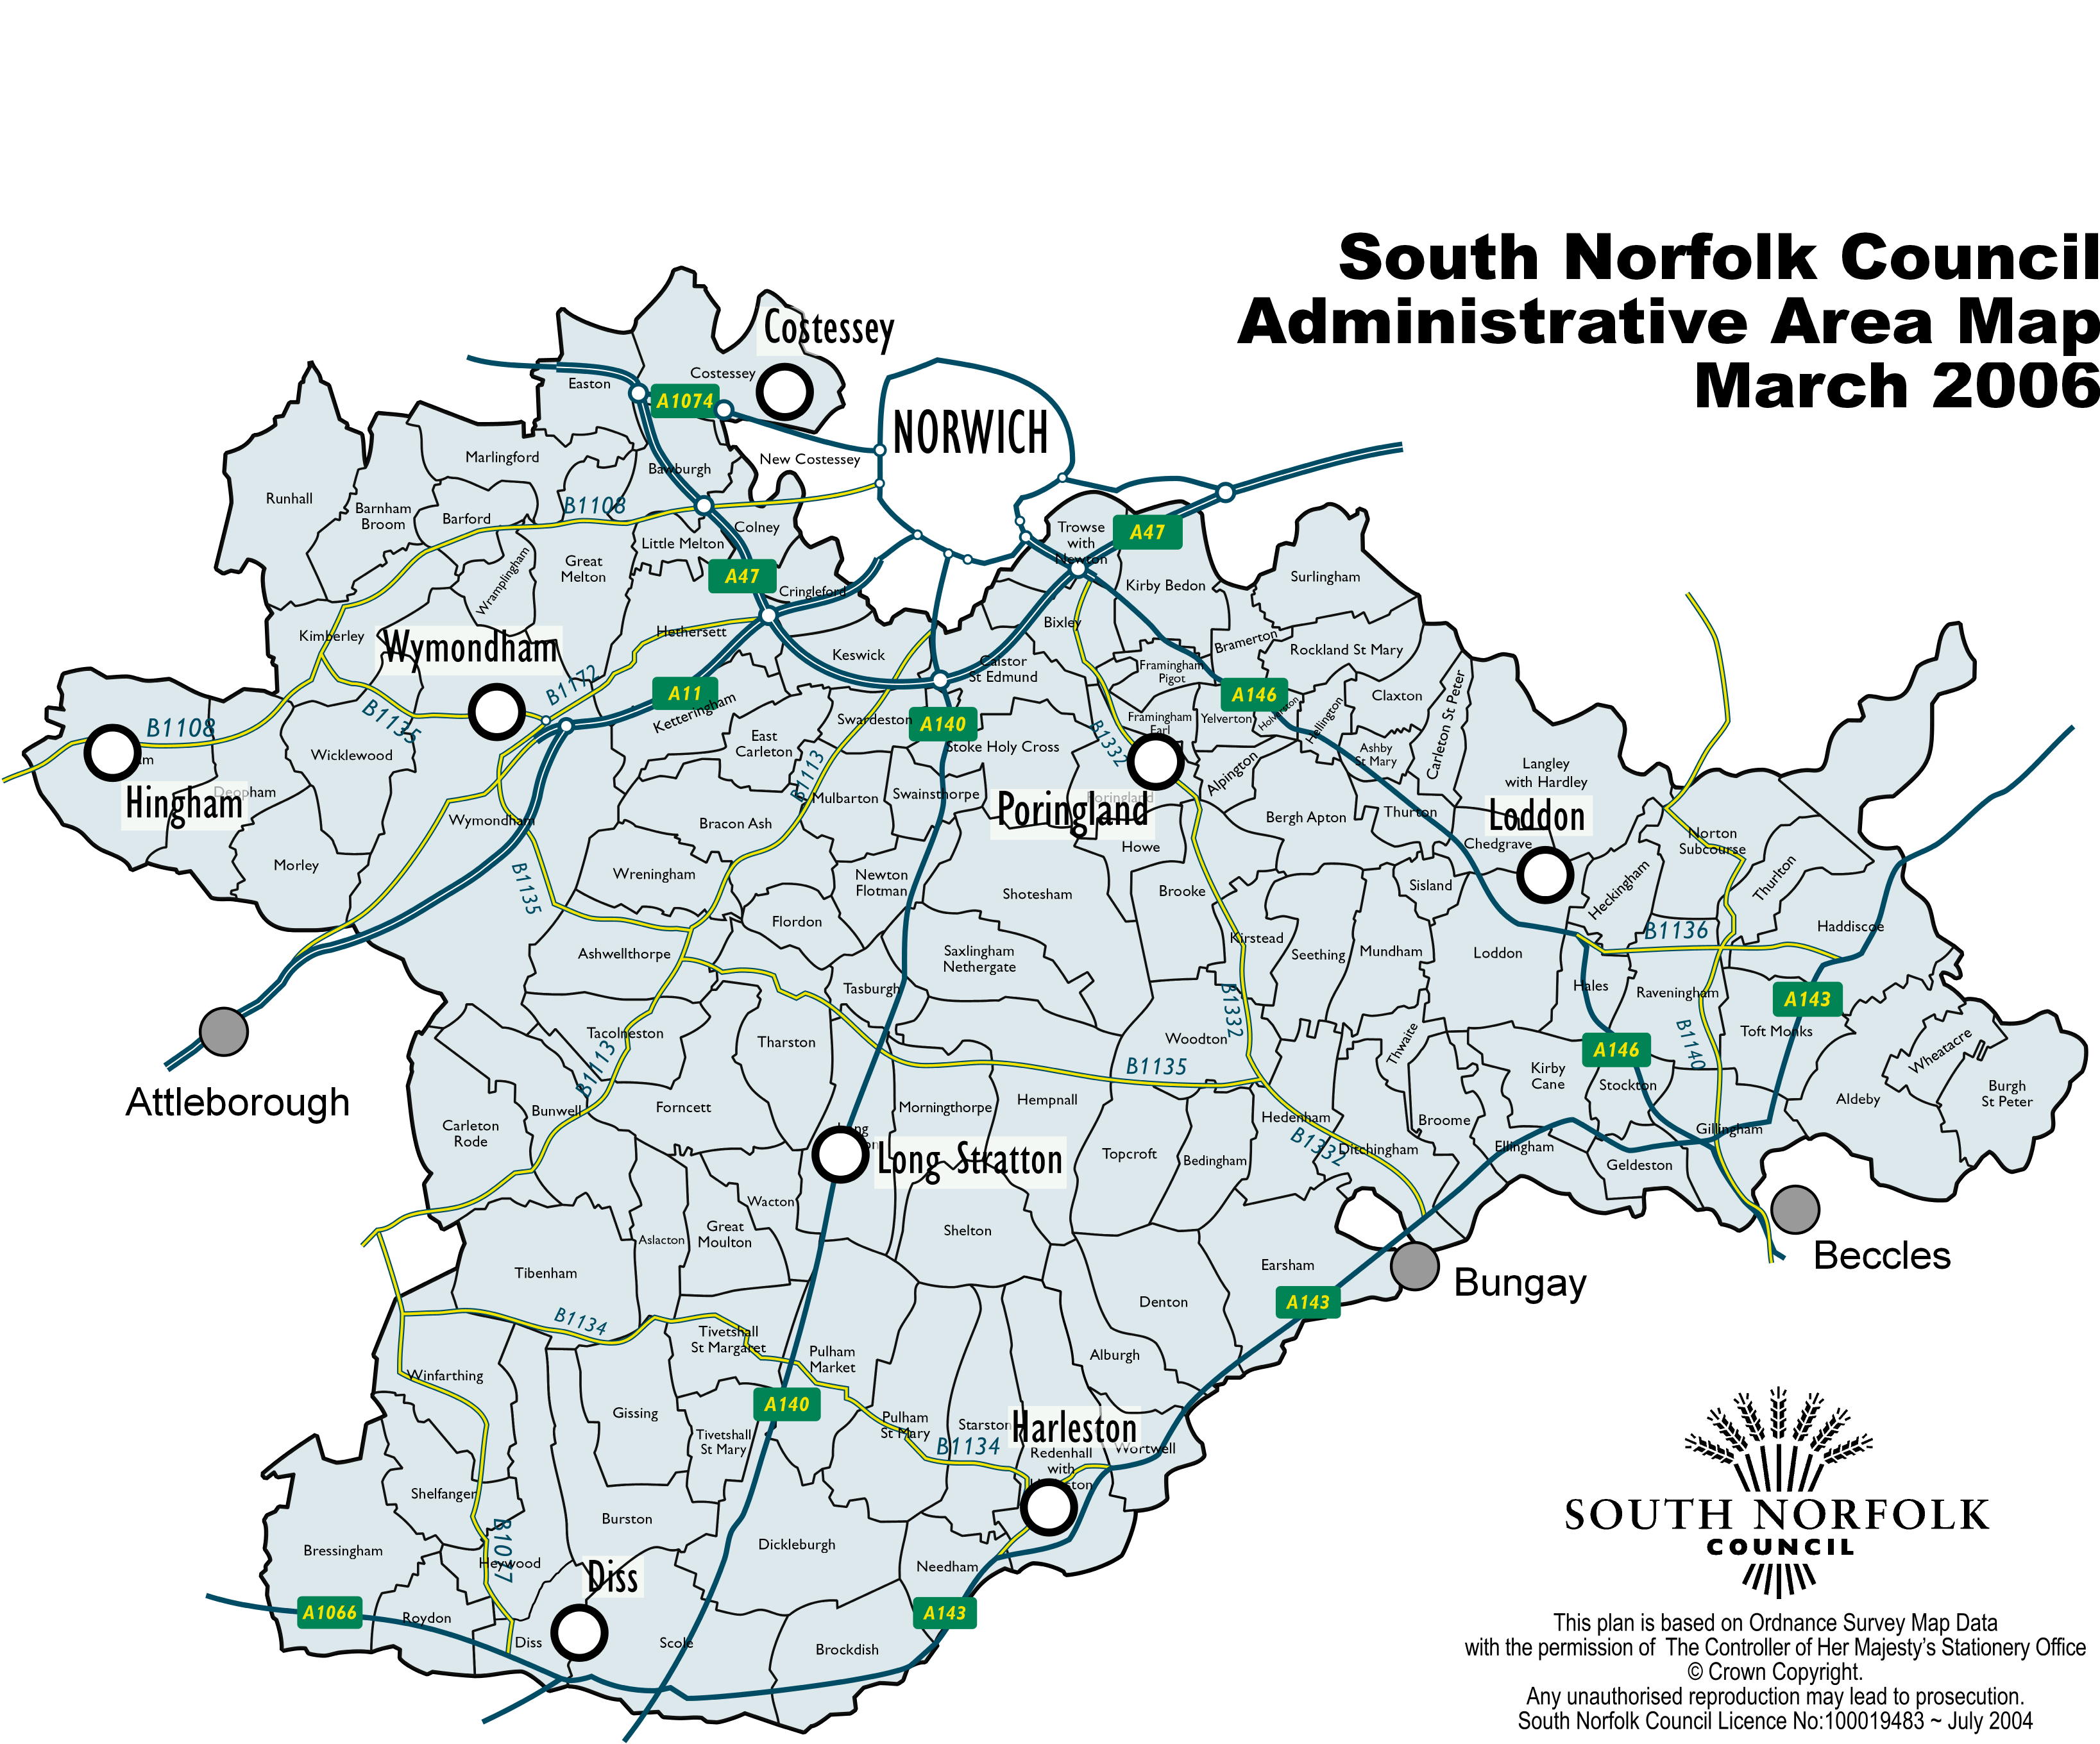 South Norfolk Council
Administrative Area Map
March 2006
Costessey
Costessey
Easton
A1074
NORWICH
Marlingford
New Costessey
Bawburgh
Runhall
Barnham
Broom
B1108
Barford
Colney
Little Melton
Trowse
with
Newton
A47
Great
Melton
Wramplingham
A47
Cringleford
Kirby Bedon
Surlingham
Kimberley
Hethersett
Bixley
Bramerton
Wymondham
Keswick
Rockland St Mary
Caistor
St Edmund
Framingham
Pigot
B1172
A11
A146
Claxton
Carleton St Peter
Ketteringham
B1135
B1108
Swardeston
A140
Framingham
Earl
Yelverton
Holverston
Hellington
Wicklewood
East
Carleton
Stoke Holy Cross
B1332
Ashby
St Mary
Langley
with Hardley
Alpington
B1113
Hingham
Deopham
Mulbarton
Swainsthorpe
Poringland
Poringland
Loddon
Wymondham
Bracon Ash
Bergh Apton
Thurton
Norton
Subcourse
Chedgrave
Howe
Morley
Wreningham
Newton
Flotman
Shotesham
Brooke
Sisland
Heckingham
Thurlton
B1135
Flordon
Haddiscoe
B1136
Kirstead
Ashwellthorpe
Saxlingham
Nethergate
Seething
Mundham
Loddon
Tasburgh
Hales
Raveningham
A143
B1332
Tacolneston
Tharston
Woodton
Thwaite
Toft Monks
B1140
A146
Wheatacre
Attleborough
B1113
B1135
Kirby
Cane
Stockton
Burgh
St Peter
Aldeby
Bunwell
Forncett
Morningthorpe
Hempnall
Carleton
Rode
Hedenham
Broome
Gillingham
B1332
Ditchingham
Ellingham
Long Stratton
Topcroft
Bedingham
Geldeston
Wacton
Great
Moulton
Aslacton
Shelton
Tibenham
Earsham
Bungay
Beccles
A143
Denton
B1134
Tivetshall
St Margaret
Pulham
Market
Alburgh
Winfarthing
A140
Gissing
Pulham
St Mary
Starston
Harleston
Tivetshall
St Mary
B1134
Redenhall
with
Wortwell
Shelfanger
Burston
Dickleburgh
Bressingham
B1077
Heywood
Needham
Diss
A1066
Roydon
A143
Diss
Scole
Brockdish
SOUTH NORFOLK
COUNCIL
This plan is based on Ordnance Survey Map Data
with the permission of The Controller of Her Majesty's Stationery Office
© Crown Copyright.
Any unauthorised reproduction may lead to prosecution.
South Norfolk Council Licence No:100019483 ~ July 2004